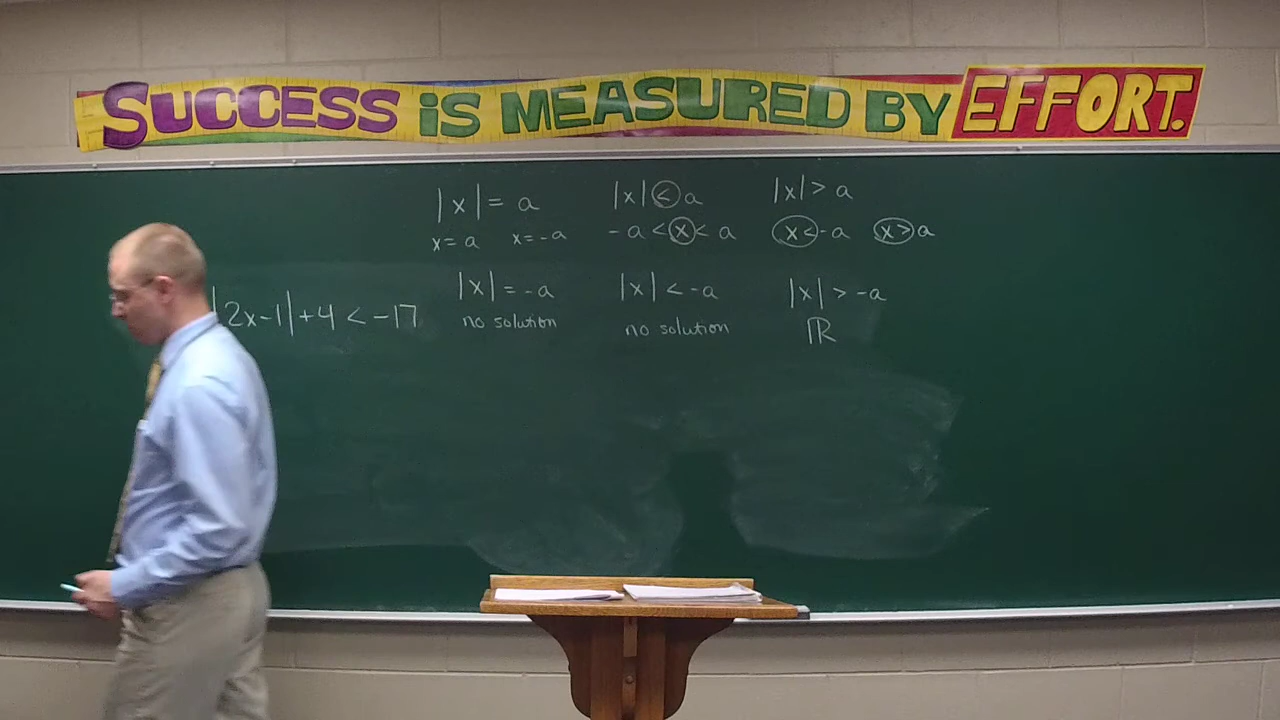 SUCCESS iS MEASURED BY EFFORT.
|x| = a |x| < a |x| > a
x = a x = -a -a < x < a x < -a x > a
|x| = -a |x| < -a |x| > -a
|2x-1| + 4 < -17
no solution no solution ℝ